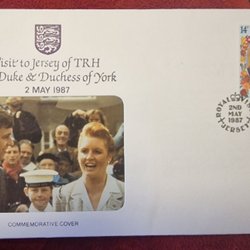 Visit to Jersey of TRH
Duke & Duchess of York
2 MAY 1987
14
ROYAL VISIT
2ND
MAY
1987
JERSEY
COMMEMORATIVE COVER